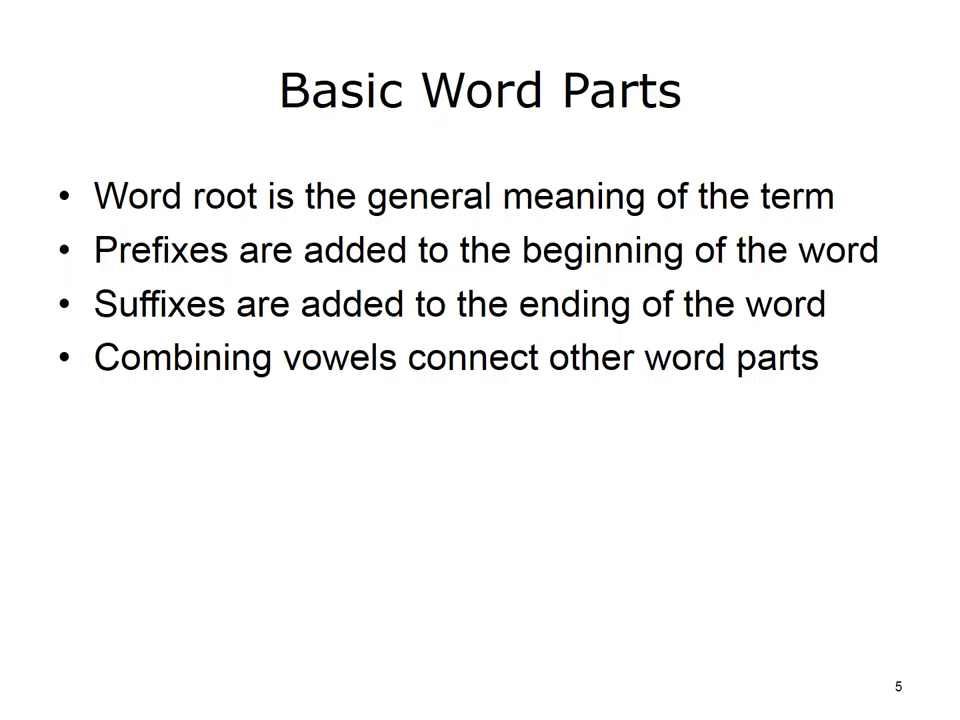 Basic Word Parts
• Word root is the general meaning of the term
• Prefixes are added to the beginning of the word
• Suffixes are added to the ending of the word
• Combining vowels connect other word parts
5